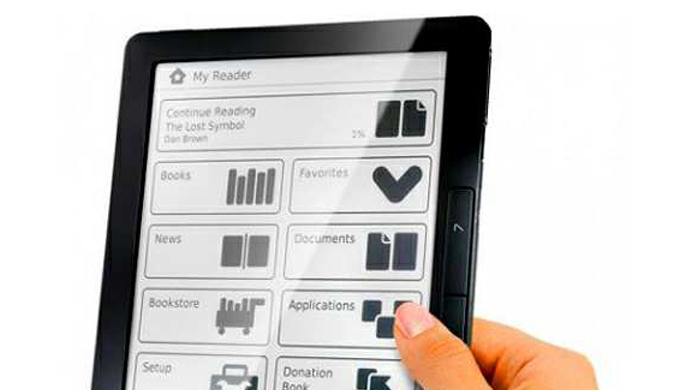 My Reader
Continue Reading
The Lost Symbol
Dan Brown
1%
Books
Favorites
News
Documents
Bookstore
Applications
Setup
Donation
Book